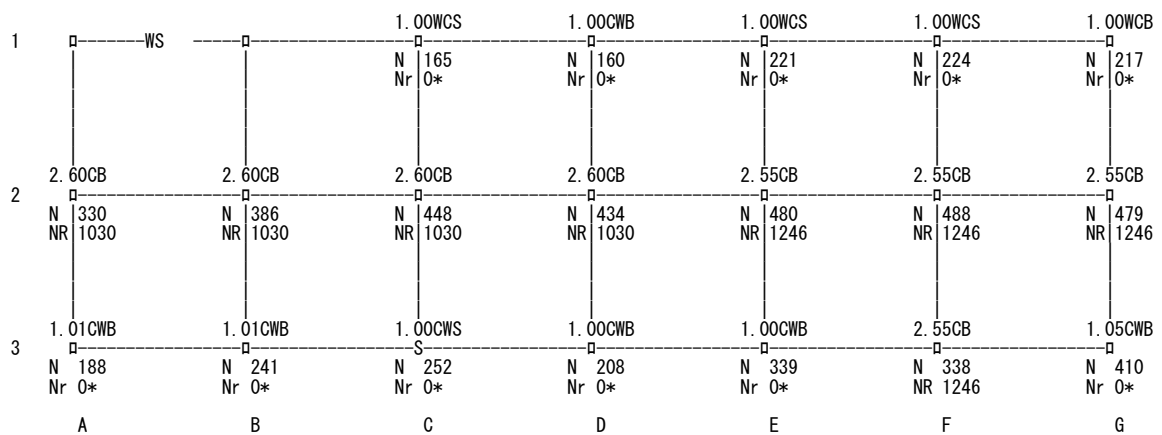 1.00WCS 1.00CWB 1.00WCS 1.00WCS 1.00WCB
1 WS
N 165 N 160 N 221 N 224 N 217
Nr 0* Nr 0* Nr 0* Nr 0* Nr 0*
2.60CB 2.60CB 2.60CB 2.60CB 2.55CB 2.55CB 2.55CB
2
N 330 N 386 N 448 N 434 N 480 N 488 N 479
NR 1030 NR 1030 NR 1030 NR 1030 NR 1246 NR 1246 NR 1246
1.01CWB 1.01CWB 1.00CWS 1.00CWB 1.00CWB 2.55CB 1.05CWB
3 S
N 188 N 241 N 252 N 208 N 339 N 338 N 410
Nr 0* Nr 0* Nr 0* Nr 0* Nr 0* NR 1246 Nr 0*
A B C D E F G